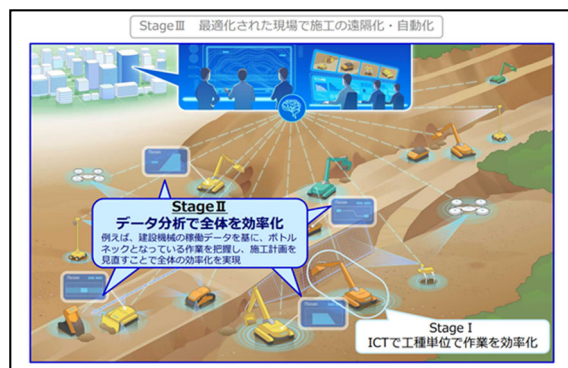 StageⅢ 最適化された現場で施工の遠隔化・自動化
StageⅡ
データ分析で全体を効率化
例えば、建設機械の稼働データを基に、ボトル
ネックとなっている作業を把握し、施工計画を
見直すことで全体の効率化を実現
StageⅠ
ICTで工種単位で作業を効率化